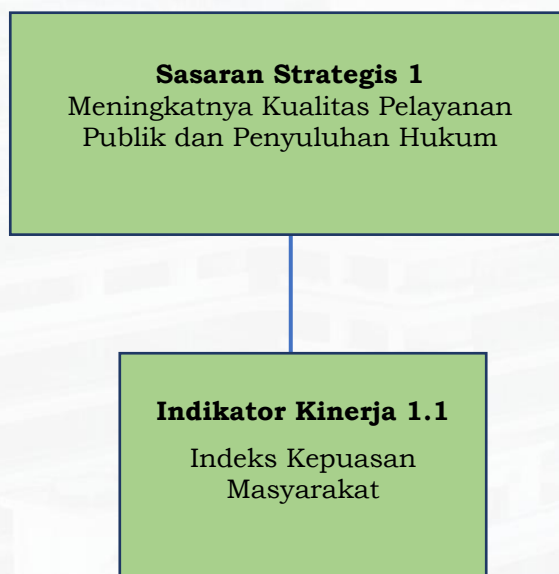 Sasaran Strategis 1
Meningkatnya Kualitas Pelayanan
Publik dan Penyuluhan Hukum
Indikator Kinerja 1.1
Indeks Kepuasan
Masyarakat